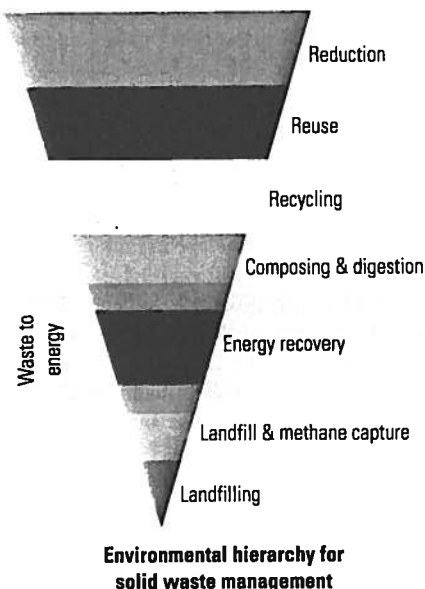 Reduction
Reuse
Recycling
Composing & digestion
Waste to
energy
Energy recovery
Landfill & methane capture
Landfilling
Environmental hierarchy for
solid waste management